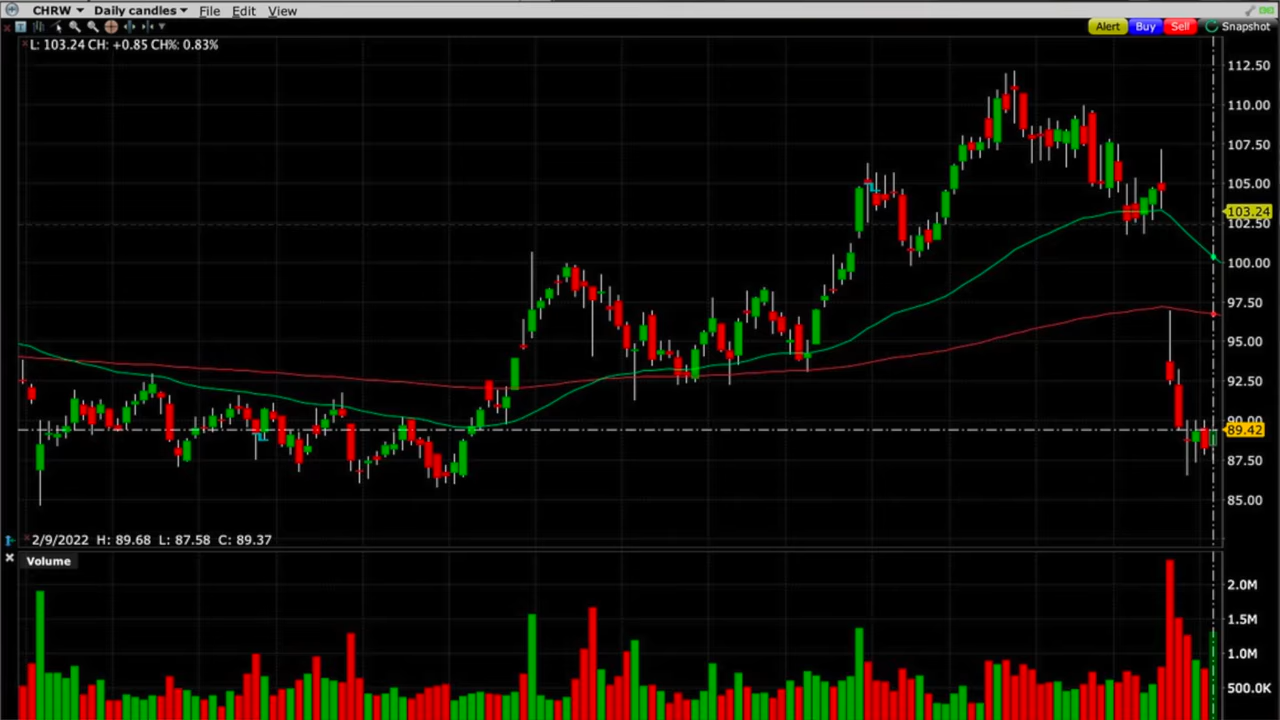 CHRW Daily candles File Edit View
T Alert Buy Sell Snapshot
L: 103.24 CH: +0.85 CH%: 0.83%
112.50
110.00
107.50
105.00
103.24
102.50
100.00
97.50
95.00
92.50
90.00
89.42
87.50
85.00
2/9/2022 H: 89.68 L: 87.58 C: 89.37
Volume
2.0M
1.5M
1.0M
500.0K